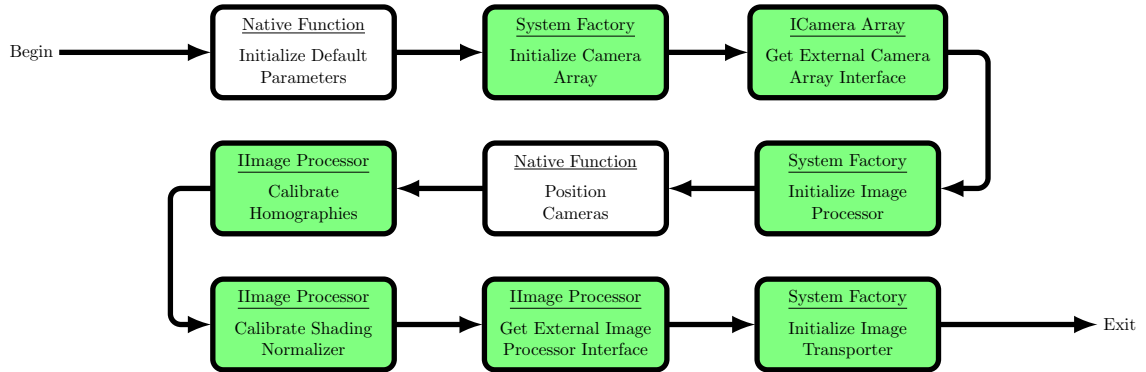 Begin
Native Function
Initialize Default
Parameters
System Factory
Initialize Camera
Array
ICamera Array
Get External Camera
Array Interface
System Factory
Initialize Image
Processor
Native Function
Position
Cameras
IImage Processor
Calibrate
Homographies
IImage Processor
Calibrate Shading
Normalizer
IImage Processor
Get External Image
Processor Interface
System Factory
Initialize Image
Transporter
Exit